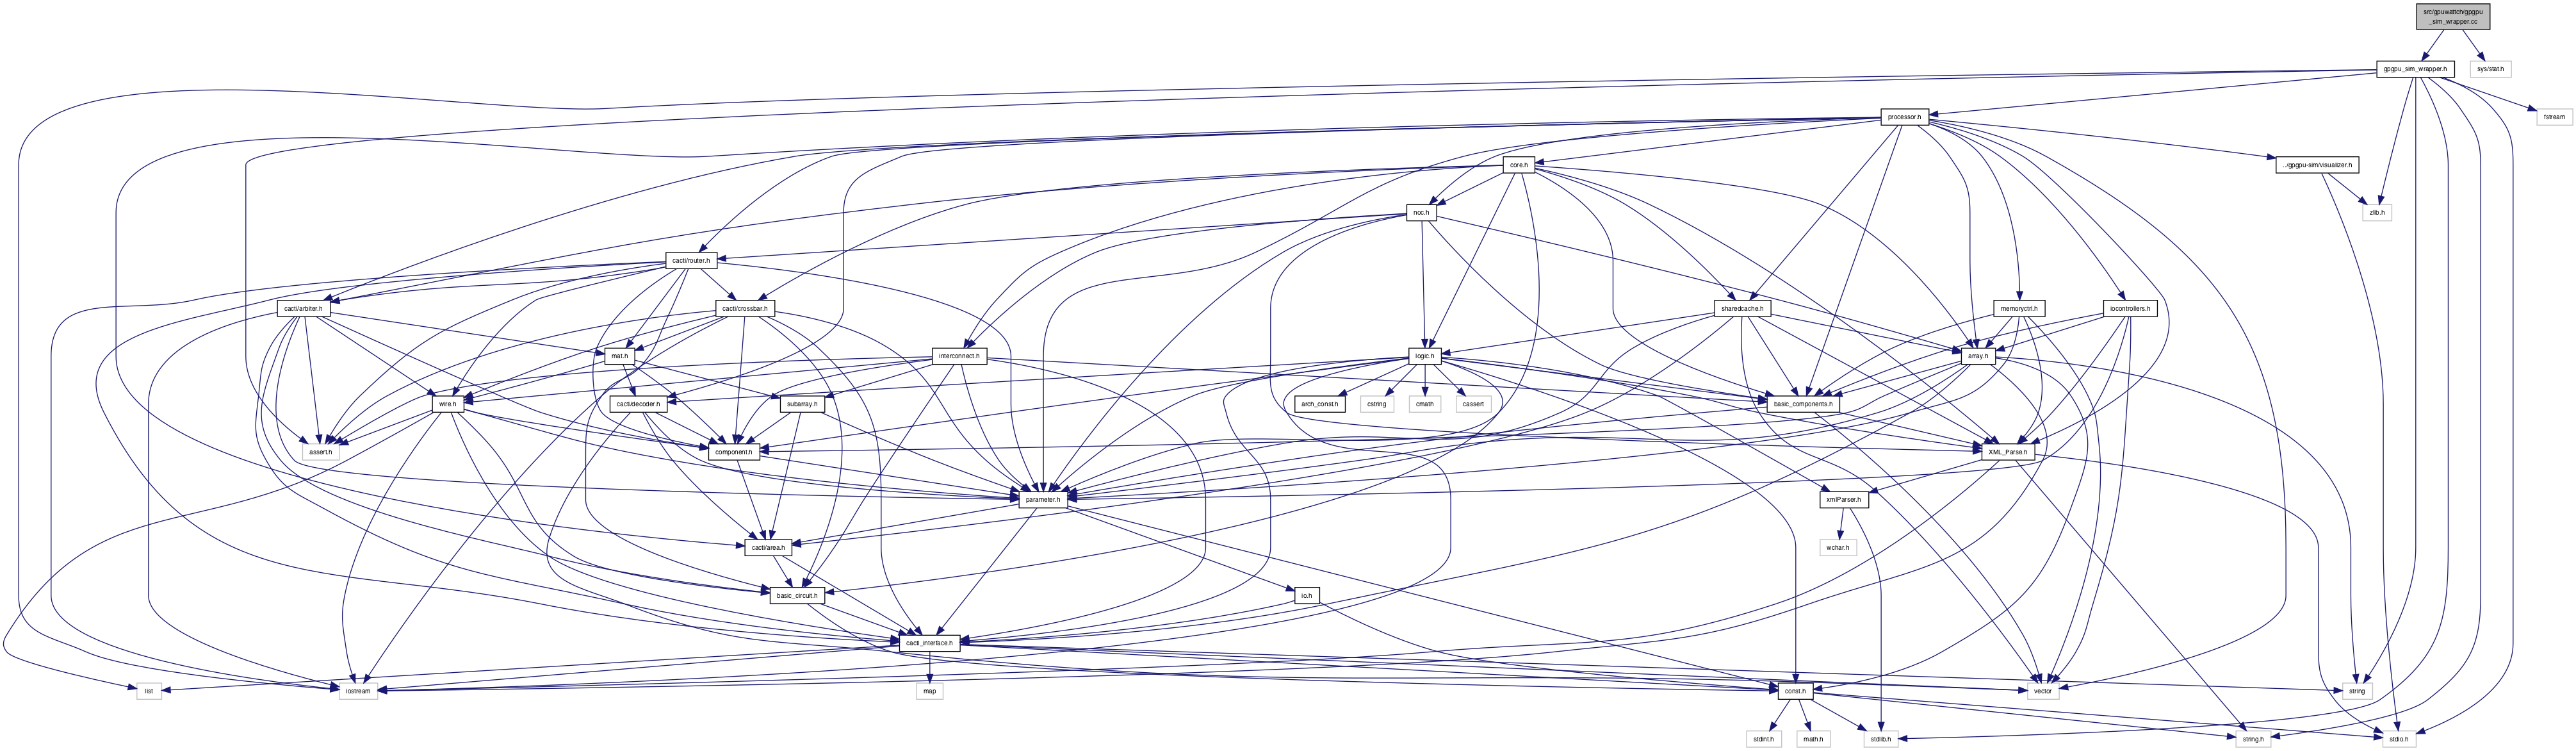 src/gpuwattch/gpgpu
_sim_wrapper.cc
gpgpu_sim_wrapper.h
sys/stat.h
processor.h
fstream
core.h
../gpgpu-sim/visualizer.h
noc.h
zlib.h
cacti/router.h
cacti/arbiter.h
cacti/crossbar.h
sharedcache.h
memoryctrl.h
iocontrollers.h
mat.h
interconnect.h
logic.h
array.h
wire.h
cacti/decoder.h
subarray.h
arch_const.h
cstring
cmath
cassert
basic_components.h
assert.h
component.h
XML_Parse.h
parameter.h
xmlParser.h
cacti/area.h
wchar.h
basic_circuit.h
io.h
cacti_interface.h
list
iostream
map
const.h
vector
string
stdint.h
math.h
stdlib.h
string.h
stdio.h